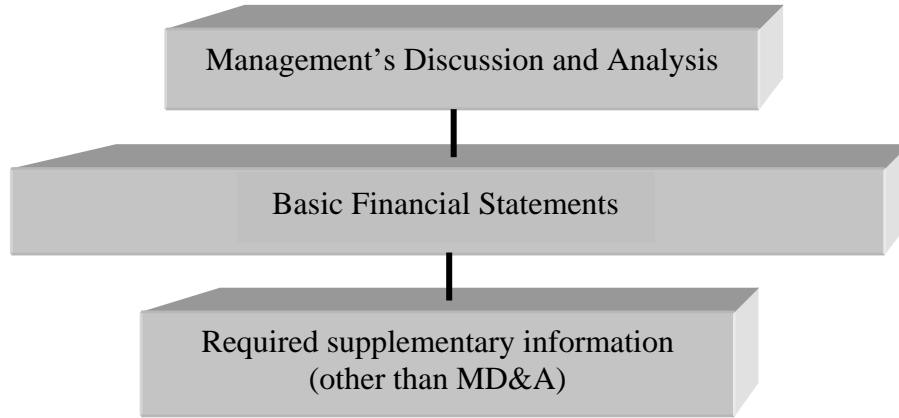 Management’s Discussion and Analysis
Basic Financial Statements
Required supplementary information
(other than MD&A)